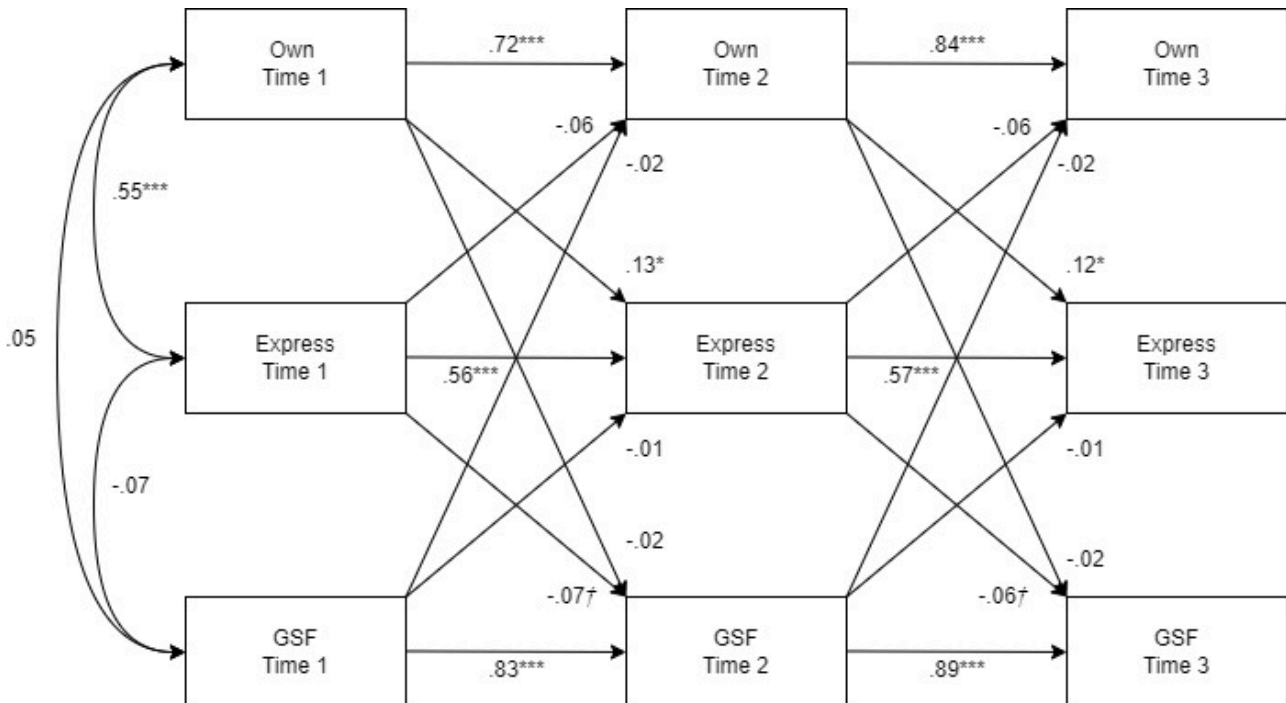 Own
Time 1
.72***
Own
Time 2
.84***
Own
Time 3
-.06
-.02
-.06
-.02
.55***
.13*
.12*
.05
Express
Time 1
.56***
Express
Time 2
.57***
Express
Time 3
-.01
-.01
-.07
-.02
-.02
-.07†
-.06†
GSF
Time 1
.83***
GSF
Time 2
.89***
GSF
Time 3